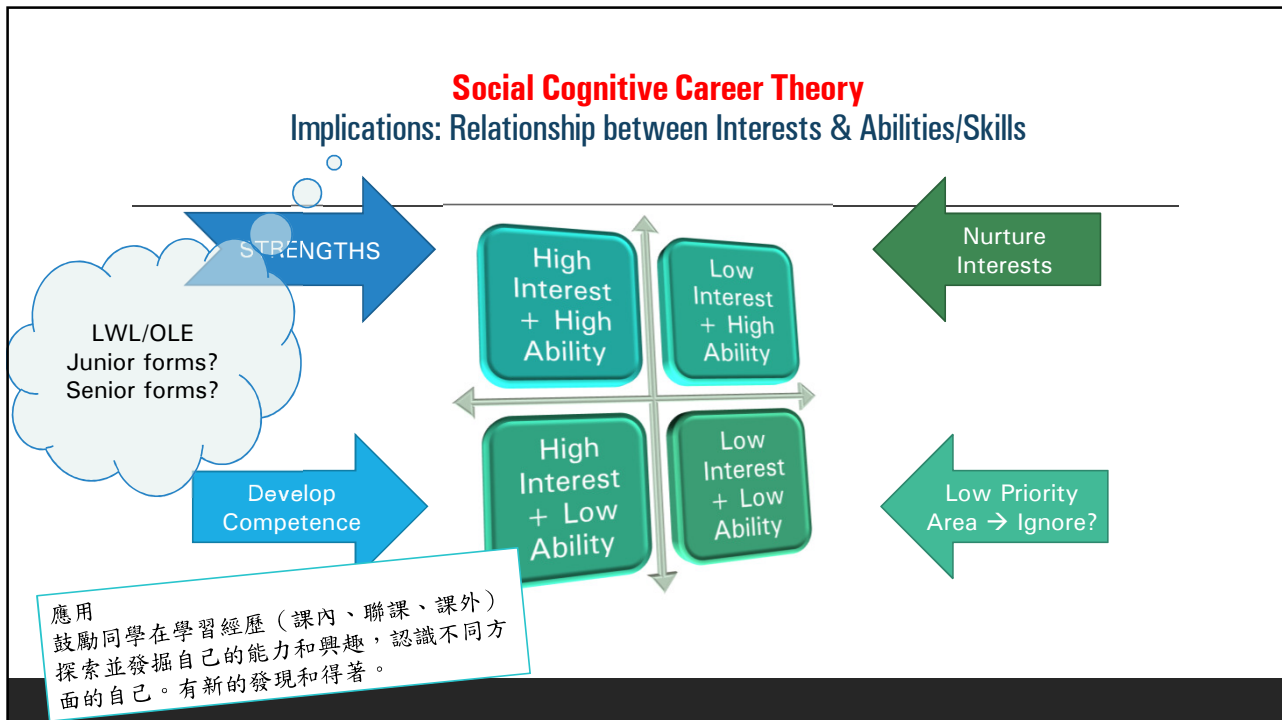 Social Cognitive Career Theory
Implications: Relationship between Interests & Abilities/Skills
STRENGTHS
High
Interest
+ High
Ability
Low
Interest
+ High
Ability
Nurture
Interests
LWL/OLE
Junior forms?
Senior forms?
Develop
Competence
High
Interest
+ Low
Ability
Low
Interest
+ Low
Ability
Low Priority
Area → Ignore?
應用
鼓勵同學在學習經歷（課內、聯課、課外）
探索並發掘自己的能力和興趣，認識不同方
面的自己。有新的發現和得著。